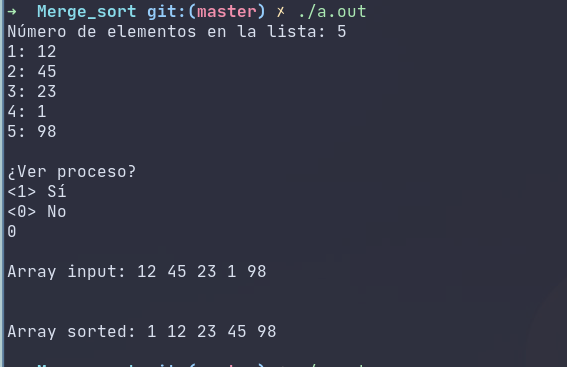 ➜ Merge_sort git:(master) ✗ ./a.out
Número de elementos en la lista: 5
1: 12
2: 45
3: 23
4: 1
5: 98
¿Ver proceso?
<1> Sí
<0> No
0
Array input: 12 45 23 1 98
Array sorted: 1 12 23 45 98